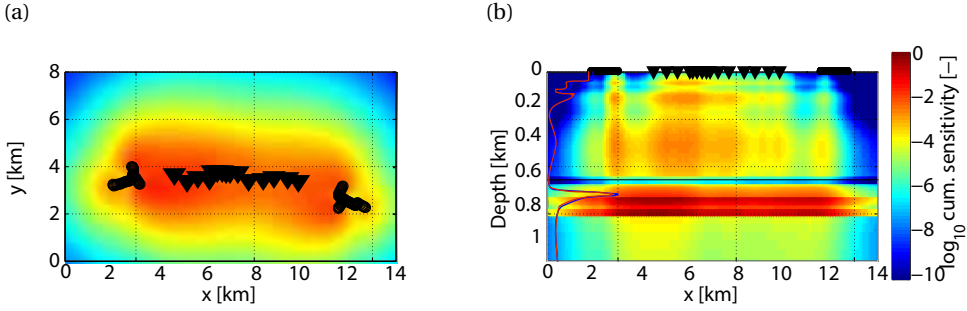 (a)
8
6
4
2
0
y [km]
0 2 4 6 8 10 12 14
x [km]
(b)
0
0.2
0.4
0.6
0.8
1
Depth [km]
0 2 4 6 8 10 12 14
x [km]
0
−2
−4
−6
−8
−10
log10 cum. sensitivity [−]